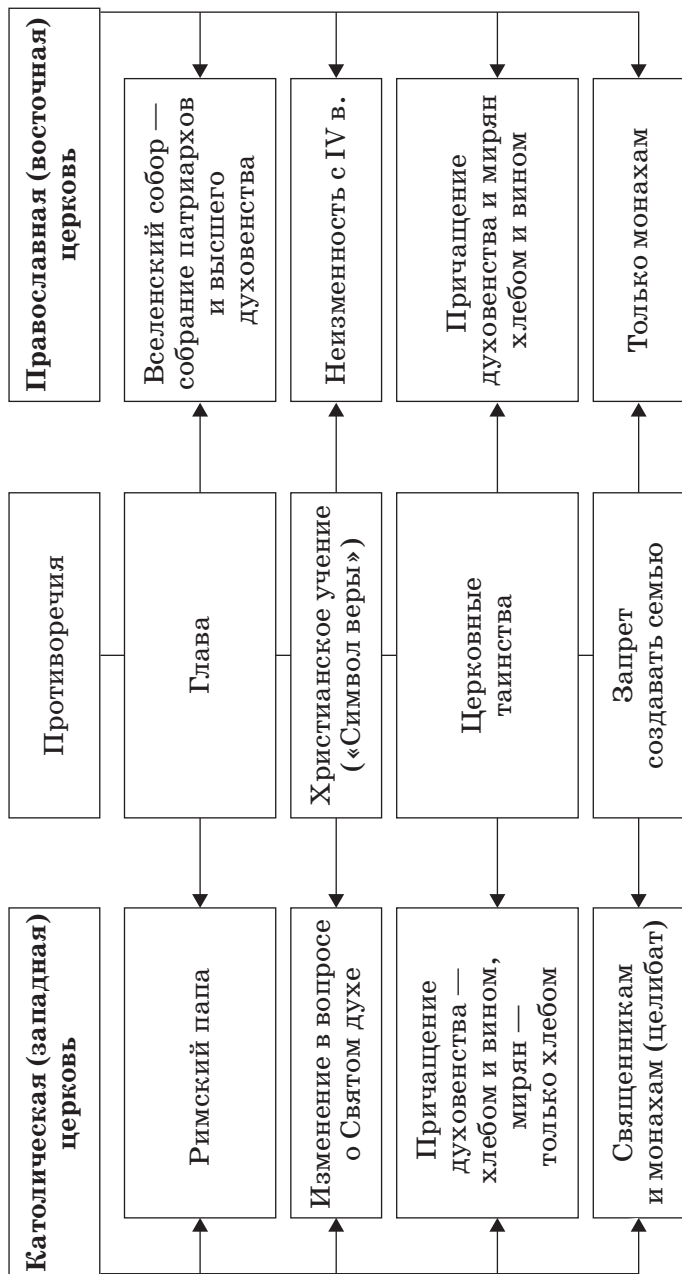 Католическая (западная)
церковь
Противоречия
Православная (восточная)
церковь
Римский папа
Глава
Вселенский собор —
собрание патриархов
и высшего
духовенства
Изменение в вопросе
о Святом духе
Христианское учение
(«Символ веры»)
Неизменность с IV в.
Причащение
духовенства —
хлебом и вином,
мирян —
только хлебом
Церковные
таинства
Причащение
духовенства и мирян
хлебом и вином
Священникам
и монахам (целибат)
Запрет
создавать семью
Только монахам